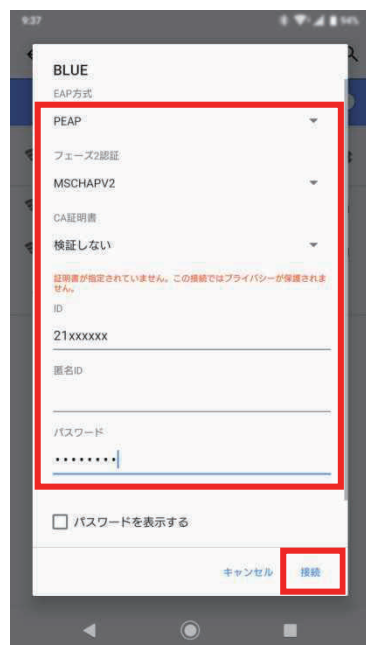 9:37
94%
BLUE
EAP方式
PEAP
フェーズ2認証
MSCHAPV2
CA証明書
検証しない
証明書が指定されていません。この接続ではプライバシーが保護されま
せん。
ID
21xxxxxx
匿名ID
パスワード
••••••••
パスワードを表示する
キャンセル 接続